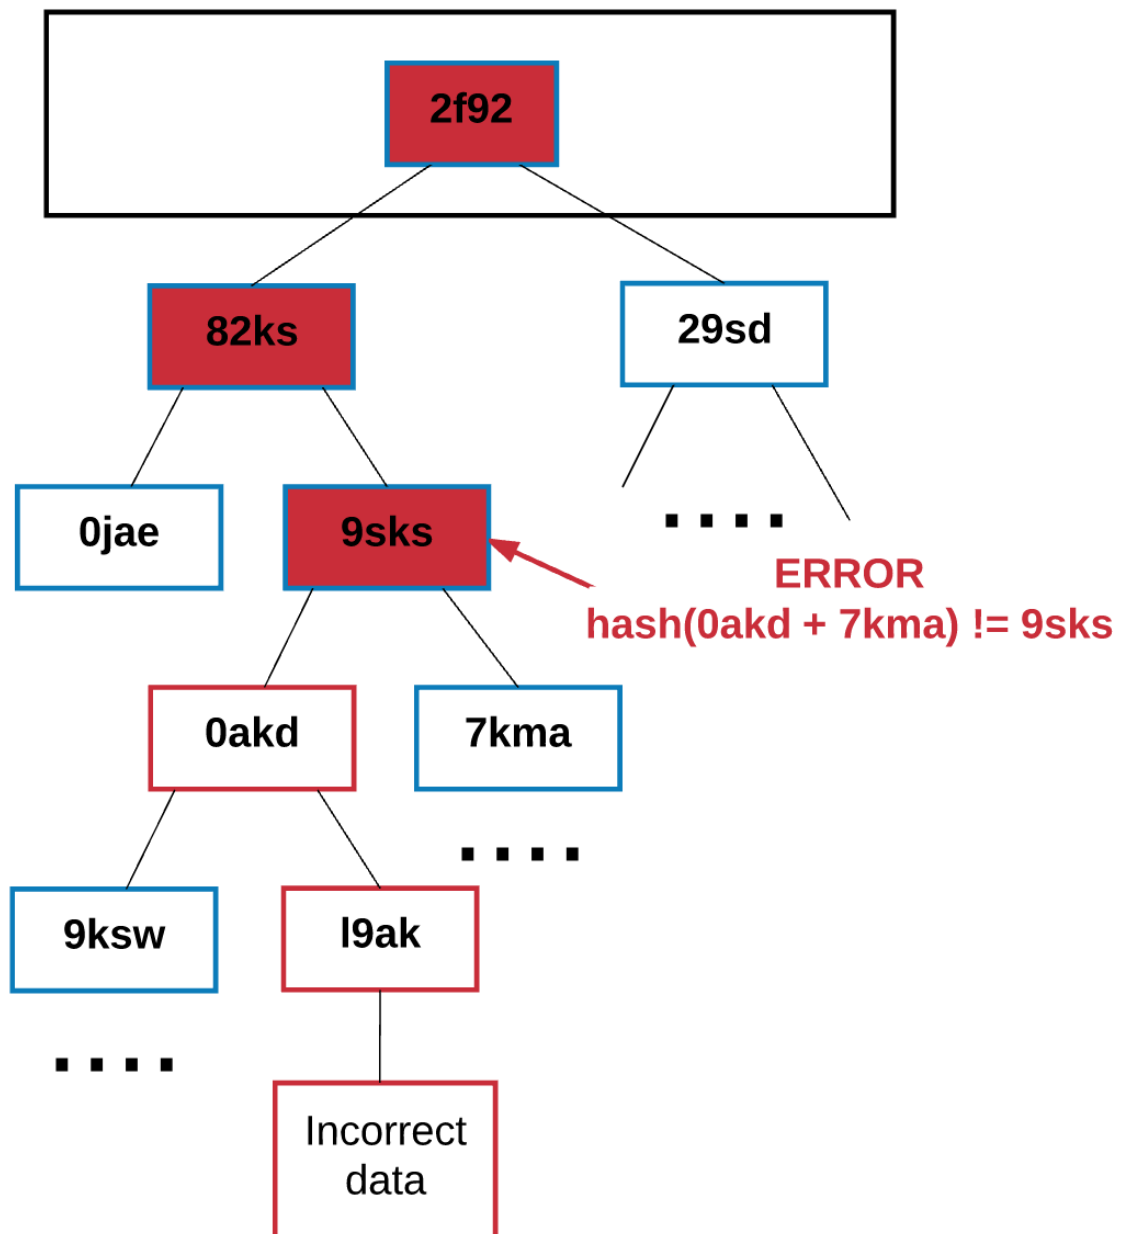 2f92
82ks
29sd
0jae
9sks
....
ERROR
hash(0akd + 7kma) != 9sks
0akd
7kma
....
9ksw
l9ak
....
Incorrect
data